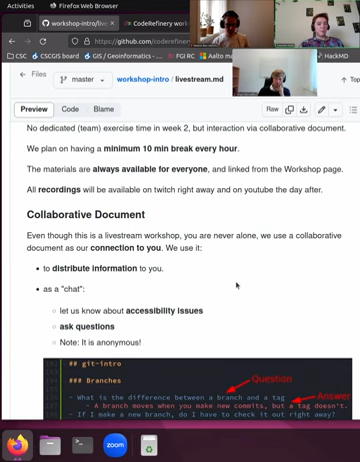 Activities
Firefox Web Browser
workshop-intro/live
CodeRefinery wor
https://github.com/coderefiner
CSC
CSCGIS board
GIS / Geoinformatics -
FGI RC
Aalto ma
HackMD
Files
master
workshop-intro / livestream.md
Top
Preview
Code
Blame
Raw
No dedicated (team) exercise time in week 2, but interaction via collaborative document.
We plan on having a minimum 10 min break every hour.
The materials are always available for everyone, and linked from the Workshop page.
All recordings will be available on twitch right away and on youtube the day after.
Collaborative Document
Even though this is a livestream workshop, you are never alone, we use a collaborative
document as our connection to you. We use it:
• to distribute information to you.
• as a "chat":
○ let us know about accessibility issues
○ ask questions
○ Note: It is anonymous!
## git-intro
### Branches
Question
- What is the difference between a branch and a tag
Answer
- A branch moves when you make new commits, but a tag doesn't.
- If I make a new branch, do I have to check it out right away?
zoom